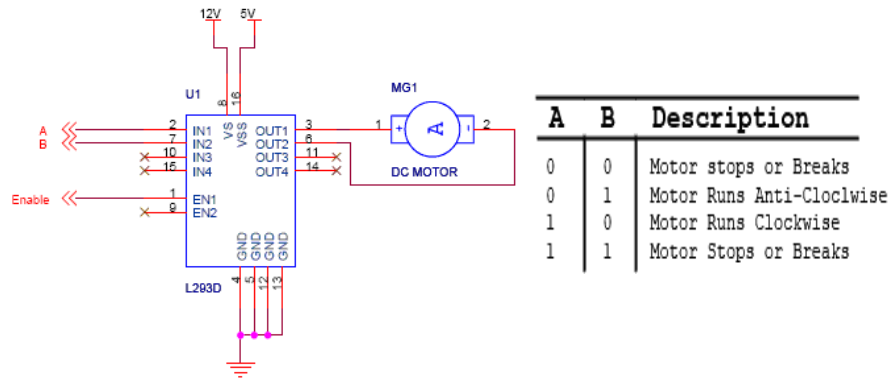 12V 5V
U1
8 16
VS VSS
A 2 IN1 OUT1 3
B 7 IN2 OUT2 6
10 IN3 OUT3 11
15 IN4 OUT4 14
Enable 1 EN1
9 EN2
GND GND GND GND
4 5 12 13
L293D
MG1
1 + A - 2
DC MOTOR
A B Description
0 0 Motor stops or Breaks
0 1 Motor Runs Anti-Cloclwise
1 0 Motor Runs Clockwise
1 1 Motor Stops or Breaks